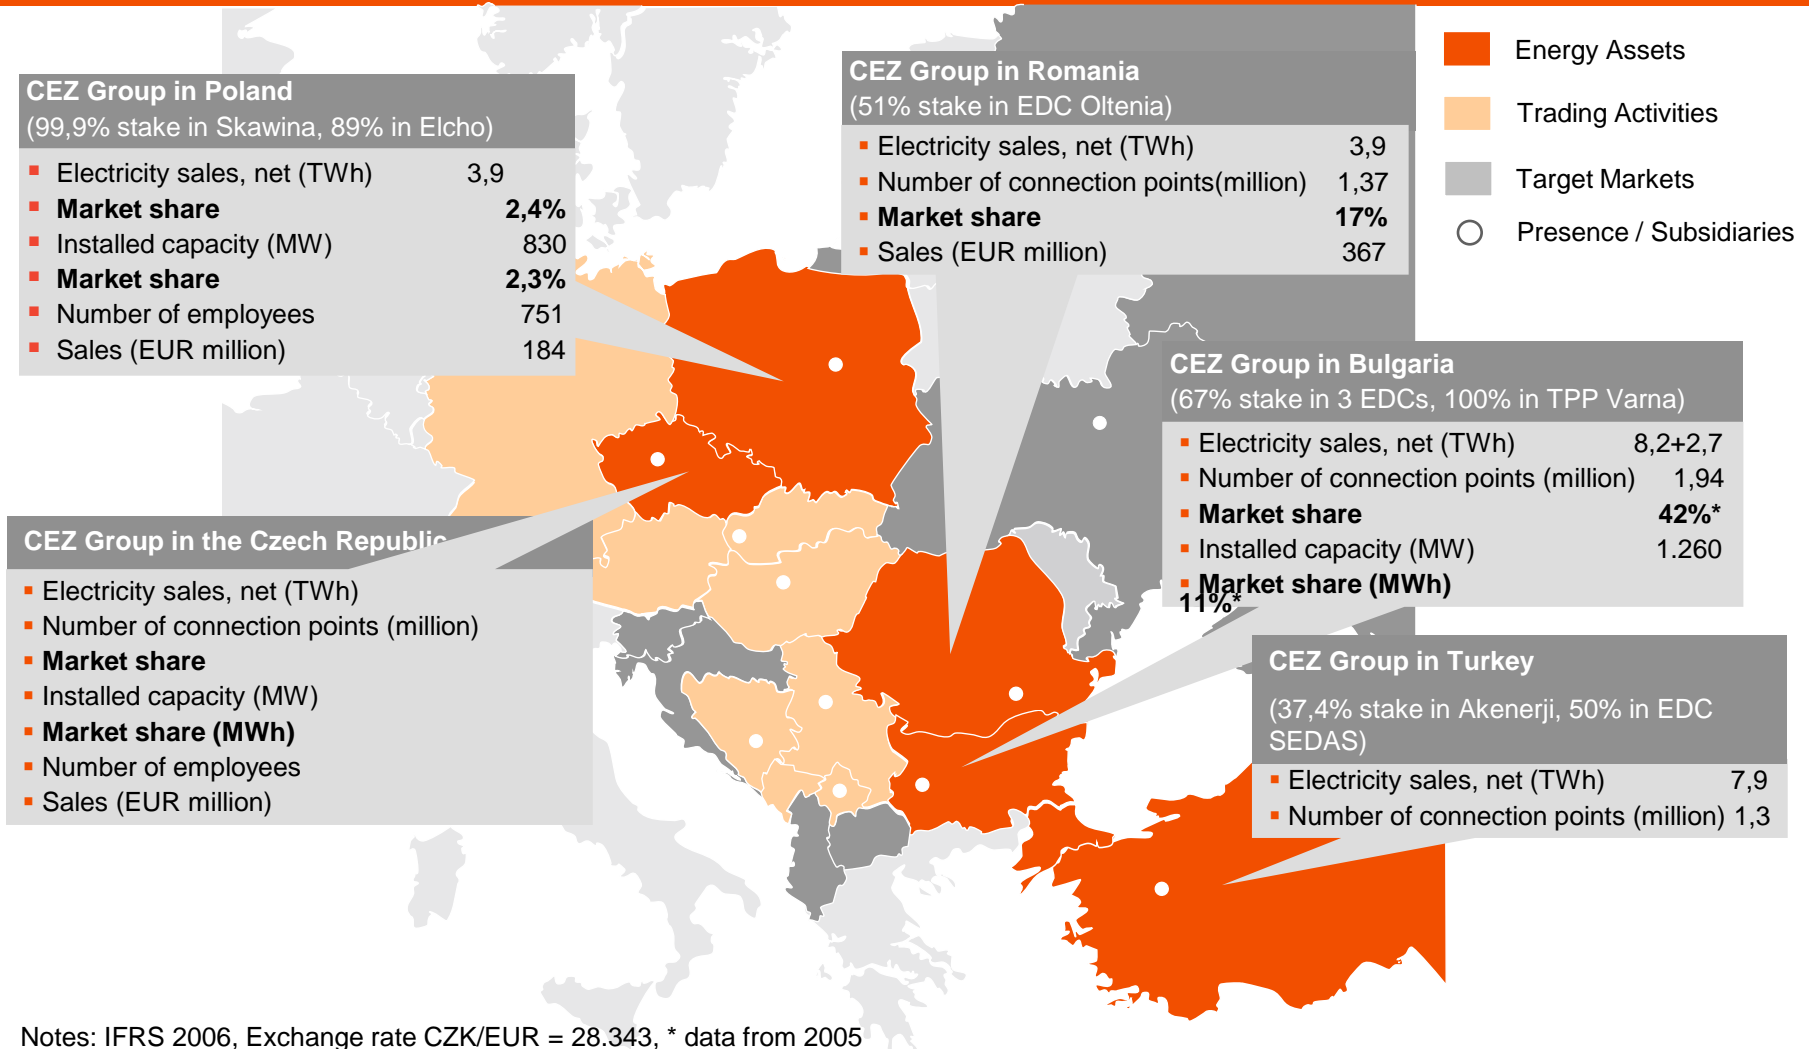 CEZ Group in Poland
(99,9% stake in Skawina, 89% in Elcho)
▪ Electricity sales, net (TWh) 3,9
▪ Market share 2,4%
▪ Installed capacity (MW) 830
▪ Market share 2,3%
▪ Number of employees 751
▪ Sales (EUR million) 184
CEZ Group in Romania
(51% stake in EDC Oltenia)
▪ Electricity sales, net (TWh) 3,9
▪ Number of connection points(million) 1,37
▪ Market share 17%
▪ Sales (EUR million) 367
Energy Assets
Trading Activities
Target Markets
Presence / Subsidiaries
CEZ Group in Bulgaria
(67% stake in 3 EDCs, 100% in TPP Varna)
▪ Electricity sales, net (TWh) 8,2+2,7
▪ Number of connection points (million) 1,94
▪ Market share 42%*
▪ Installed capacity (MW) 1.260
▪ Market share (MWh)
11%*
CEZ Group in the Czech Republic
▪ Electricity sales, net (TWh)
▪ Number of connection points (million)
▪ Market share
▪ Installed capacity (MW)
▪ Market share (MWh)
▪ Number of employees
▪ Sales (EUR million)
CEZ Group in Turkey
(37,4% stake in Akenerji, 50% in EDC
SEDAS)
▪ Electricity sales, net (TWh) 7,9
▪ Number of connection points (million) 1,3
Notes: IFRS 2006, Exchange rate CZK/EUR = 28.343, * data from 2005